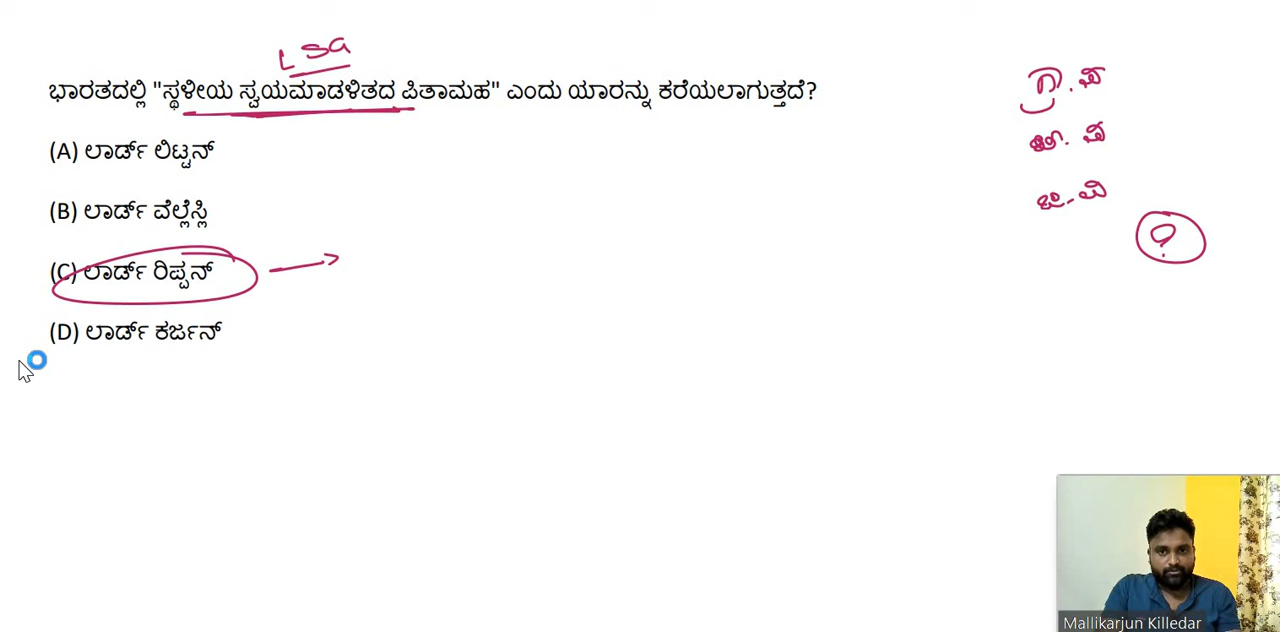 LSG
ಭಾರತದಲ್ಲಿ "ಸ್ಥಳೀಯ ಸ್ವಯಮಾಡಳಿತದ ಪಿತಾಮಹ" ಎಂದು ಯಾರನ್ನು ಕರೆಯಲಾಗುತ್ತದೆ?
(A) ಲಾರ್ಡ್ ಲಿಟ್ಟನ್
(B) ಲಾರ್ಡ್ ವೆಲ್ಲೆಸ್ಲಿ
(C) ಲಾರ್ಡ್ ರಿಪ್ಪನ್
(D) ಲಾರ್ಡ್ ಕರ್ಜನ್
?
Mallikarjun Killedar